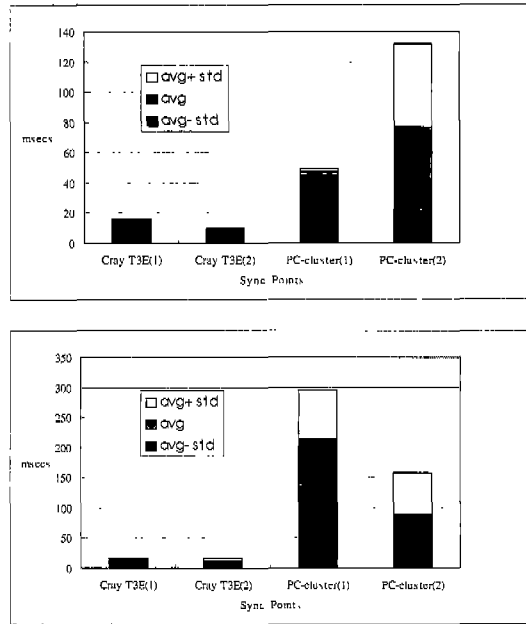 140
120
100
80
60
40
20
0
msecs
avg+std
avg
avg-std
Cray T3E(1) Cray T3E(2) PC-cluster(1) PC-cluster(2)
Sync Points
350
300
250
200
150
100
50
0
msecs
avg+std
avg
avg-std
Cray T3E(1) Cray T3E(2) PC-cluster(1) PC-cluster(2)
Sync Points